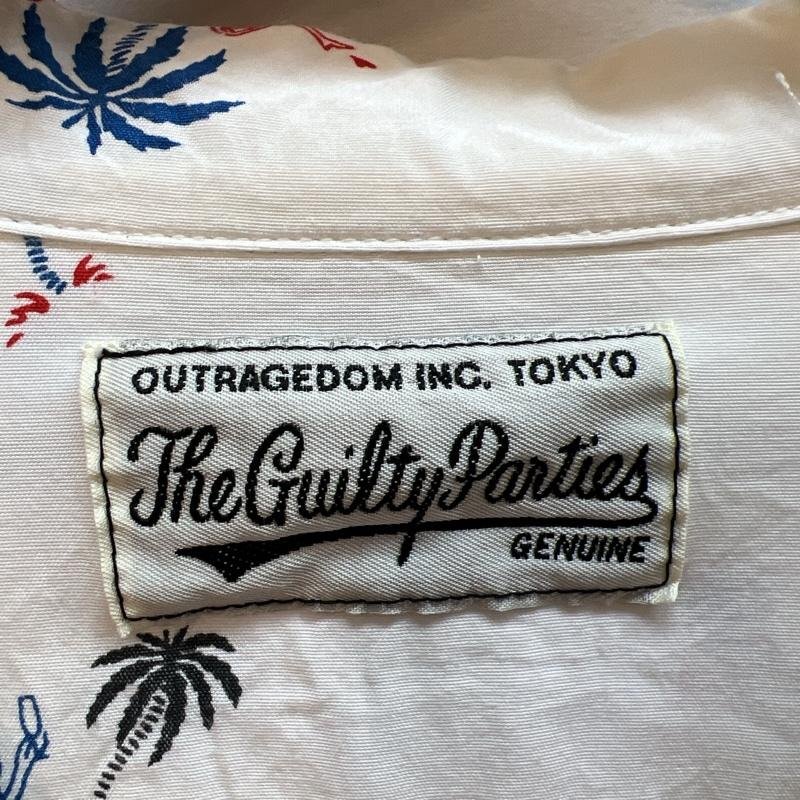 OUTRAGEDOM INC. TOKYO
The Guilty Parties
GENUINE